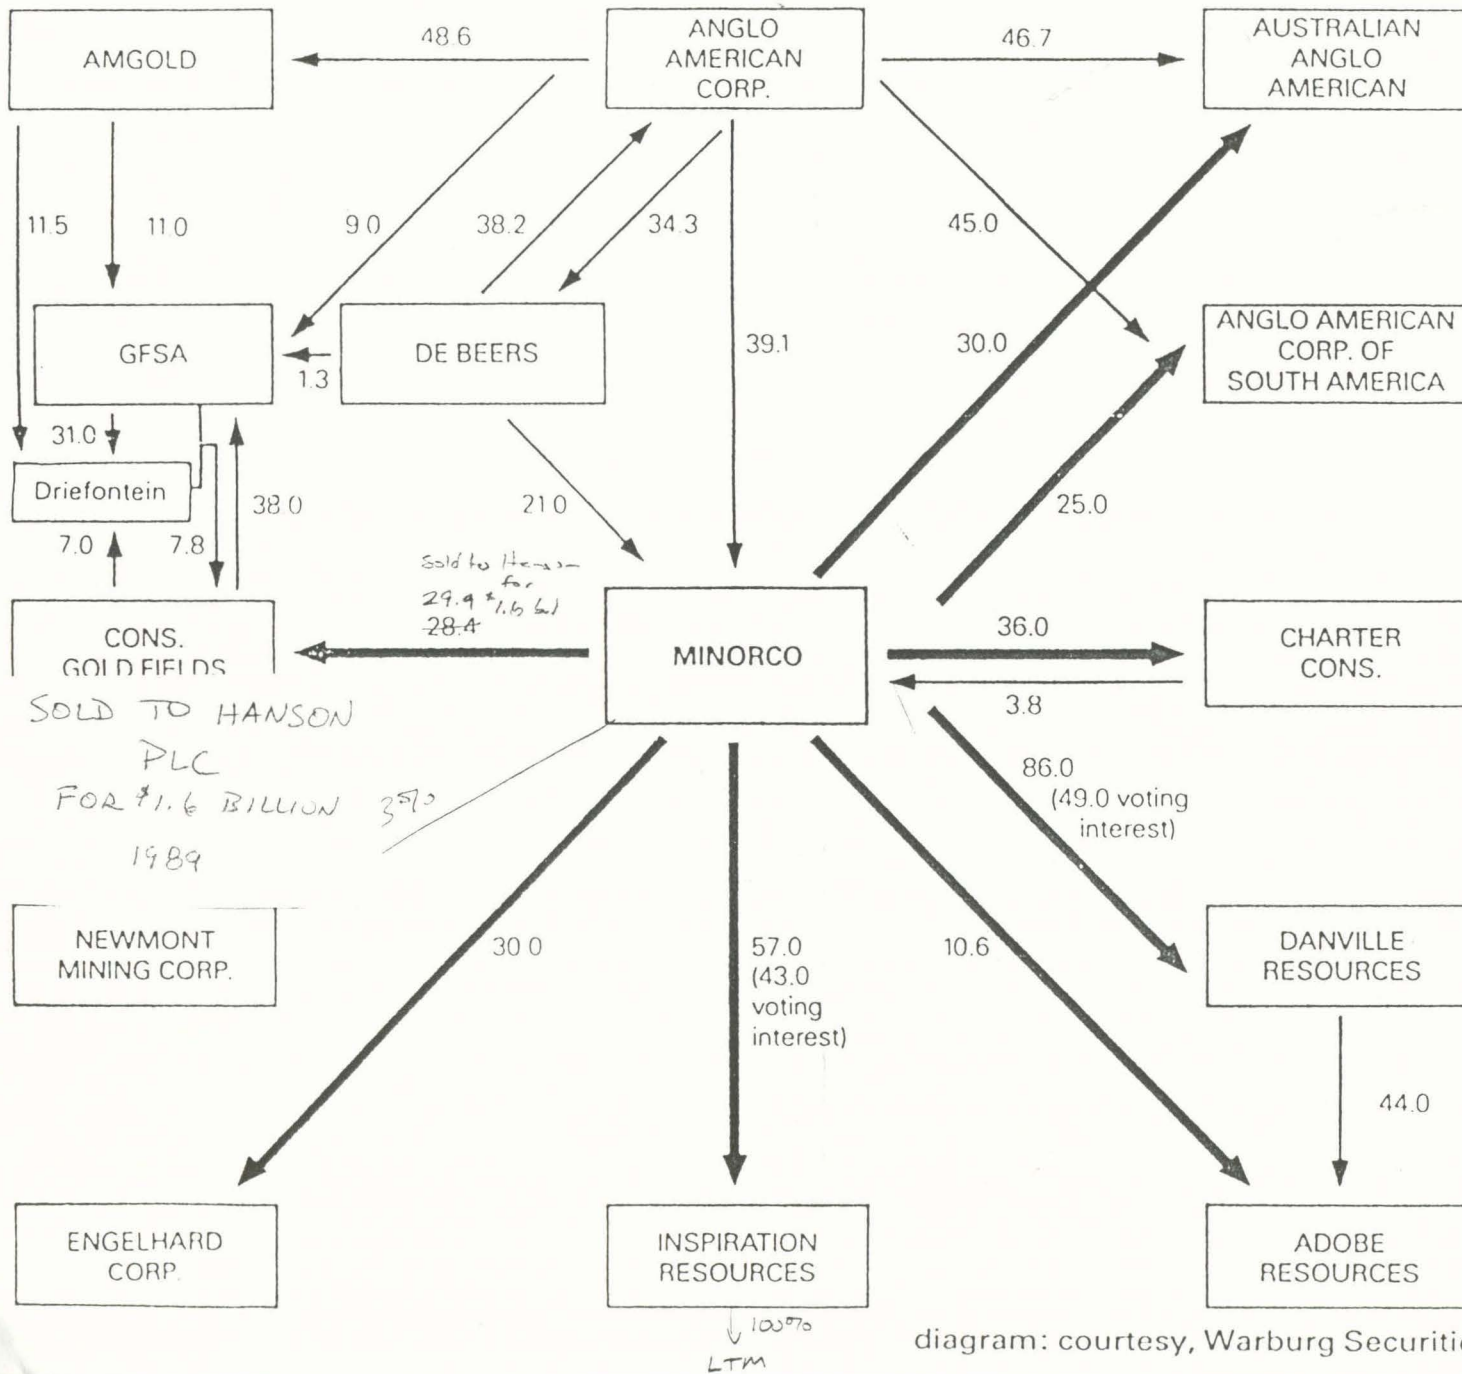 AMGOLD
48.6
ANGLO
AMERICAN
CORP.
46.7
AUSTRALIAN
ANGLO
AMERICAN
11.5
11.0
9.0
38.2
34.3
45.0
GFSA
1.3
DE BEERS
39.1
30.0
ANGLO AMERICAN
CORP. OF
SOUTH AMERICA
31.0
Driefontein
38.0
21.0
25.0
7.0
7.8
Sold to Hanson
for
29.9 $1.6 bil
28.4
CONS.
GOLD FIELDS
MINORCO
36.0
3.8
CHARTER
CONS.
SOLD TO HANSON
PLC
FOR $1.6 BILLION
1989
3%
86.0
(49.0 voting
interest)
NEWMONT
MINING CORP.
30.0
57.0
(43.0
voting
interest)
10.6
DANVILLE
RESOURCES
44.0
ENGELHARD
CORP.
INSPIRATION
RESOURCES
ADOBE
RESOURCES
100%
LTM
diagram: courtesy, Warburg Securitie